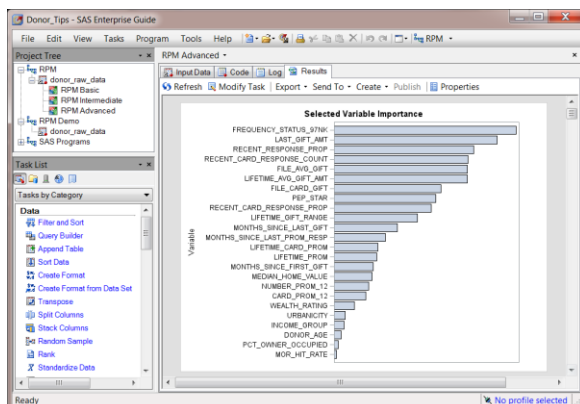 Donor_Tips - SAS Enterprise Guide
File Edit View Tasks Program Tools Help RPM
Project Tree
RPM
donor_raw_data
RPM Basic
RPM Intermediate
RPM Advanced
RPM Demo
donor_raw_data
SAS Programs
Task List
Tasks by Category
Data
Filter and Sort
Query Builder
Append Table
Sort Data
Create Format
Create Format from Data Set
Transpose
Split Columns
Stack Columns
Random Sample
Rank
Standardize Data
RPM Advanced
Input Data Code Log Results
Refresh Modify Task Export Send To Create Publish Properties
Selected Variable Importance
Variable
FREQUENCY_STATUS_97NK
LAST_GIFT_AMT
RECENT_RESPONSE_PROP
RECENT_CARD_RESPONSE_COUNT
FILE_AVG_GIFT
LIFETIME_AVG_GIFT_AMT
FILE_CARD_GIFT
PEP_STAR
RECENT_CARD_RESPONSE_PROP
LIFETIME_GIFT_RANGE
MONTHS_SINCE_LAST_GIFT
MONTHS_SINCE_LAST_PROM_RESP
LIFETIME_CARD_PROM
LIFETIME_PROM
MONTHS_SINCE_FIRST_GIFT
MEDIAN_HOME_VALUE
NUMBER_PROM_12
CARD_PROM_12
WEALTH_RATING
URBANICITY
INCOME_GROUP
DONOR_AGE
PCT_OWNER_OCCUPIED
MOR_HIT_RATE
Ready
No profile selected